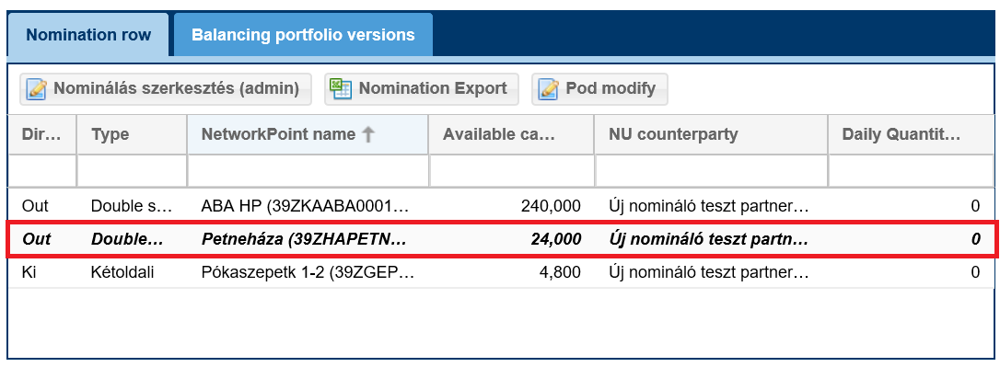 Nomination row Balancing portfolio versions
Nominálás szerkesztés (admin) Nomination Export Pod modify
Dir... Type NetworkPoint name Available ca... NU counterparty Daily Quantit...
Out Double s... ABA HP (39ZKAABA0001... 240,000 Új nomináló teszt partner... 0
Out Double... Petneháza (39ZHAPETN... 24,000 Új nomináló teszt partn... 0
Ki Kétoldali Pókaszepetk 1-2 (39ZGEP... 4,800 Új nomináló teszt partner... 0